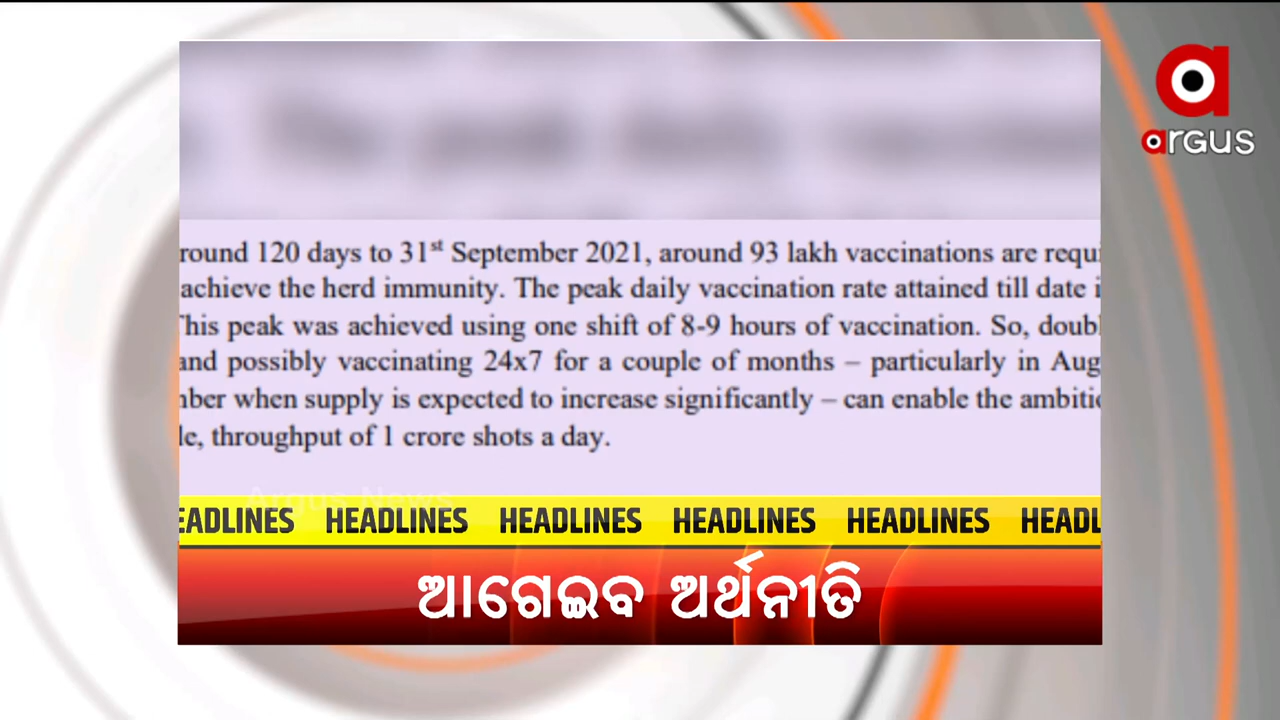 argus
round 120 days to 31st September 2021, around 93 lakh vaccinations are requi
achieve the herd immunity. The peak daily vaccination rate attained till date i
This peak was achieved using one shift of 8-9 hours of vaccination. So, doubl
and possibly vaccinating 24x7 for a couple of months – particularly in Aug
nber when supply is expected to increase significantly – can enable the ambitio
le, throughput of 1 crore shots a day.
Argus News
EADLINES HEADLINES HEADLINES HEADLINES HEADLINES HEADL
ଆଗେଇବ ଅର୍ଥନୀତି